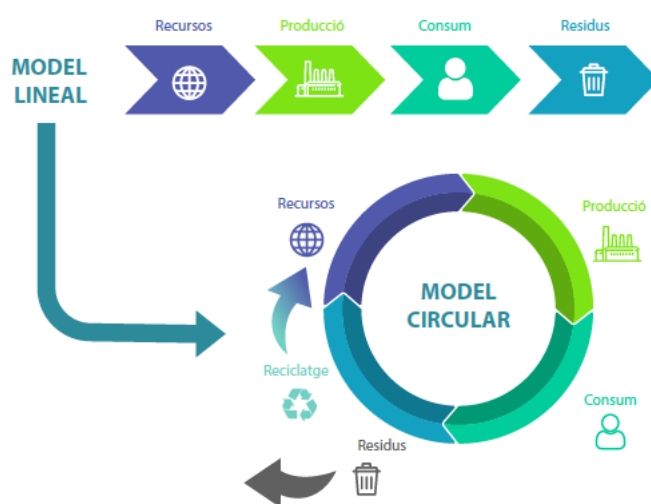 Recursos
Producció
Consum
Residus
MODEL
LINEAL
Recursos
Producció
MODEL
CIRCULAR
Reciclatge
Consum
Residus